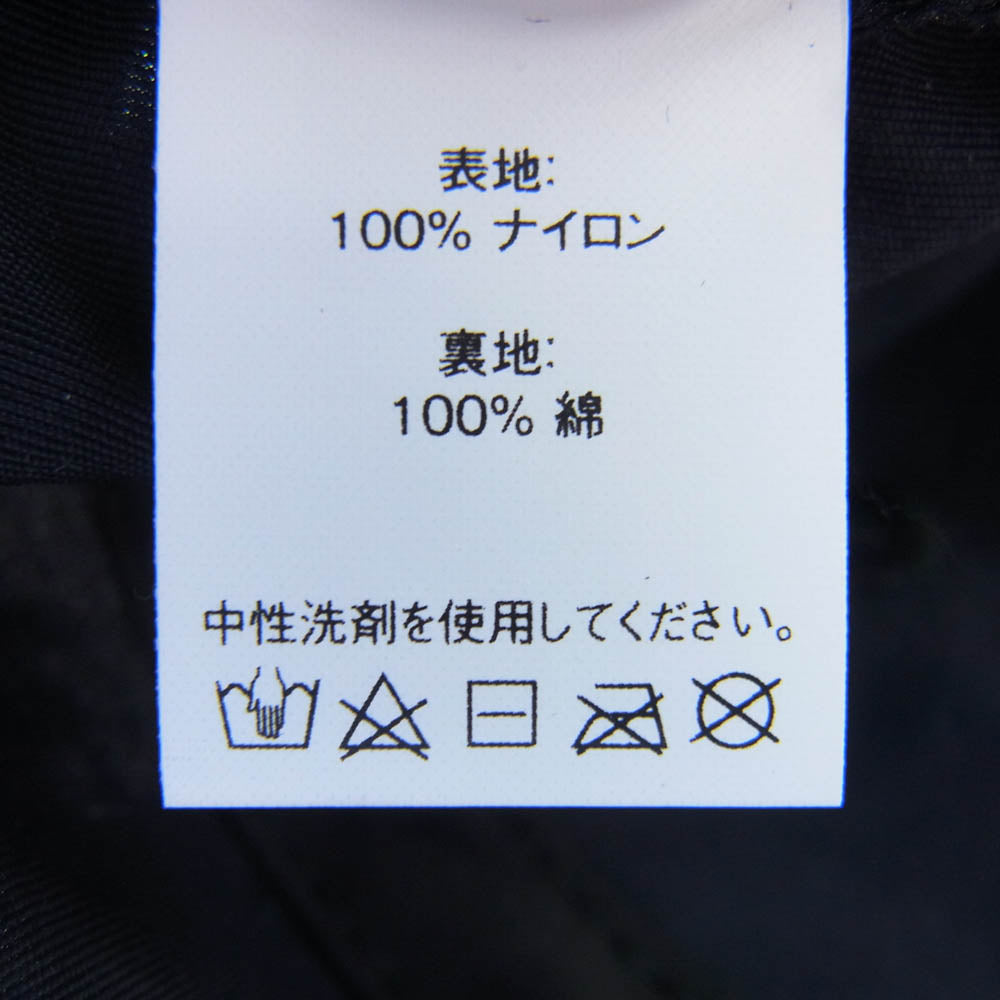 表地:
100% ナイロン
裏地:
100% 綿
中性洗剤を使用してください。